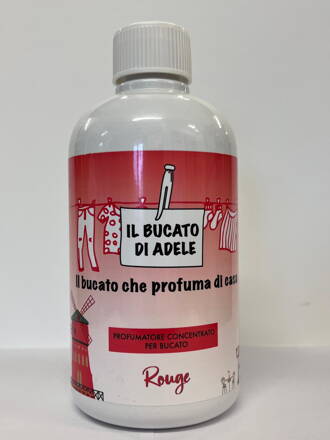 IL BUCATO
DI ADELE
Il bucato che profuma di casa
PROFUMATORE CONCENTRATO
PER BUCATO
Rouge